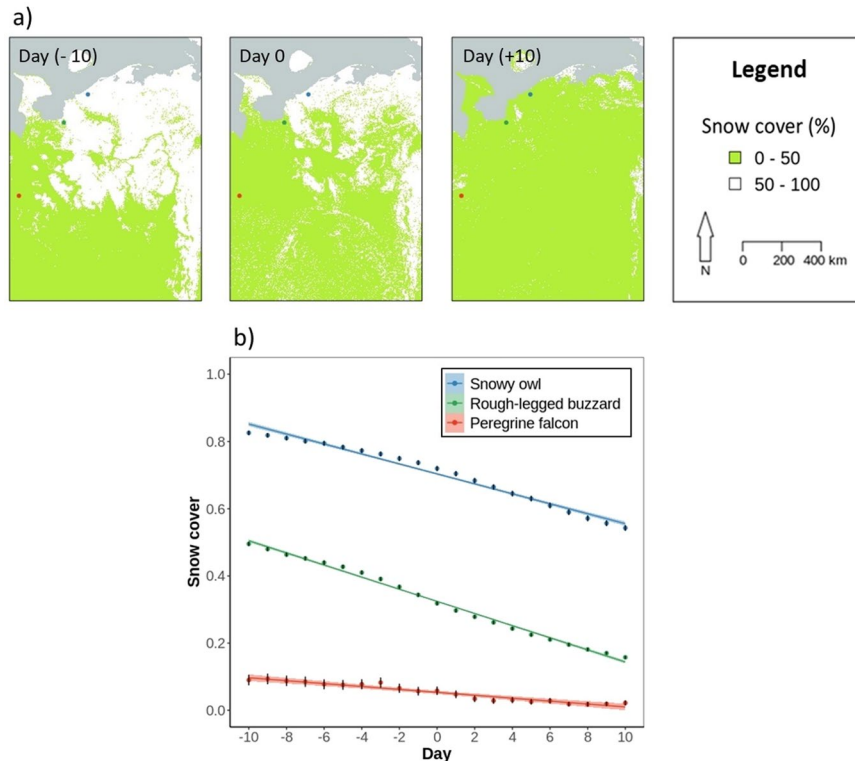 a)
Day (- 10)
Day 0
Day (+10)
Legend
Snow cover (%)
0 - 50
50 - 100
N
0 200 400 km
b)
1.0
0.8
0.6
0.4
0.2
0.0
Snow cover
Snowy owl
Rough-legged buzzard
Peregrine falcon
-10 -8 -6 -4 -2 0 2 4 6 8 10
Day